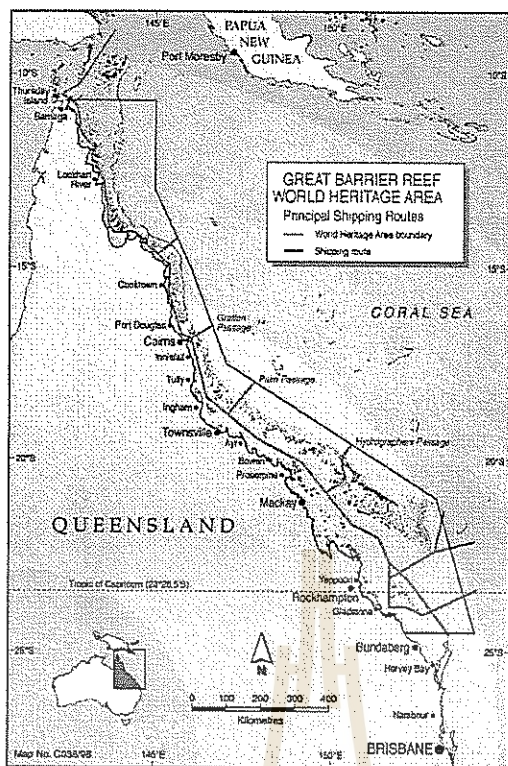 145°E
150°E
PAPUA
NEW
GUINEA
Port Moresby
10°S
10°S
Thursday
Island
Bamaga
Lockhart
River
GREAT BARRIER REEF
WORLD HERITAGE AREA
Principal Shipping Routes
World Heritage Area boundary
Shipping route
15°S
15°S
Cooktown
CORAL SEA
Port Douglas
Grafton
Passage
Cairns
Innisfail
Palm Passage
Tully
Ingham
Hydrographers Passage
Townsville
Ayr
20°S
20°S
Bowen
Proserpine
Mackay
QUEENSLAND
Yeppoon
Tropic of Capricorn (23°26.5'S)
Rockhampton
Gladstone
25°S
Bundaberg
25°S
Hervey Bay
N
0 100 200 300 400
Kilometres
Nambour
Map No. C038/98
145°E
150°E
BRISBANE